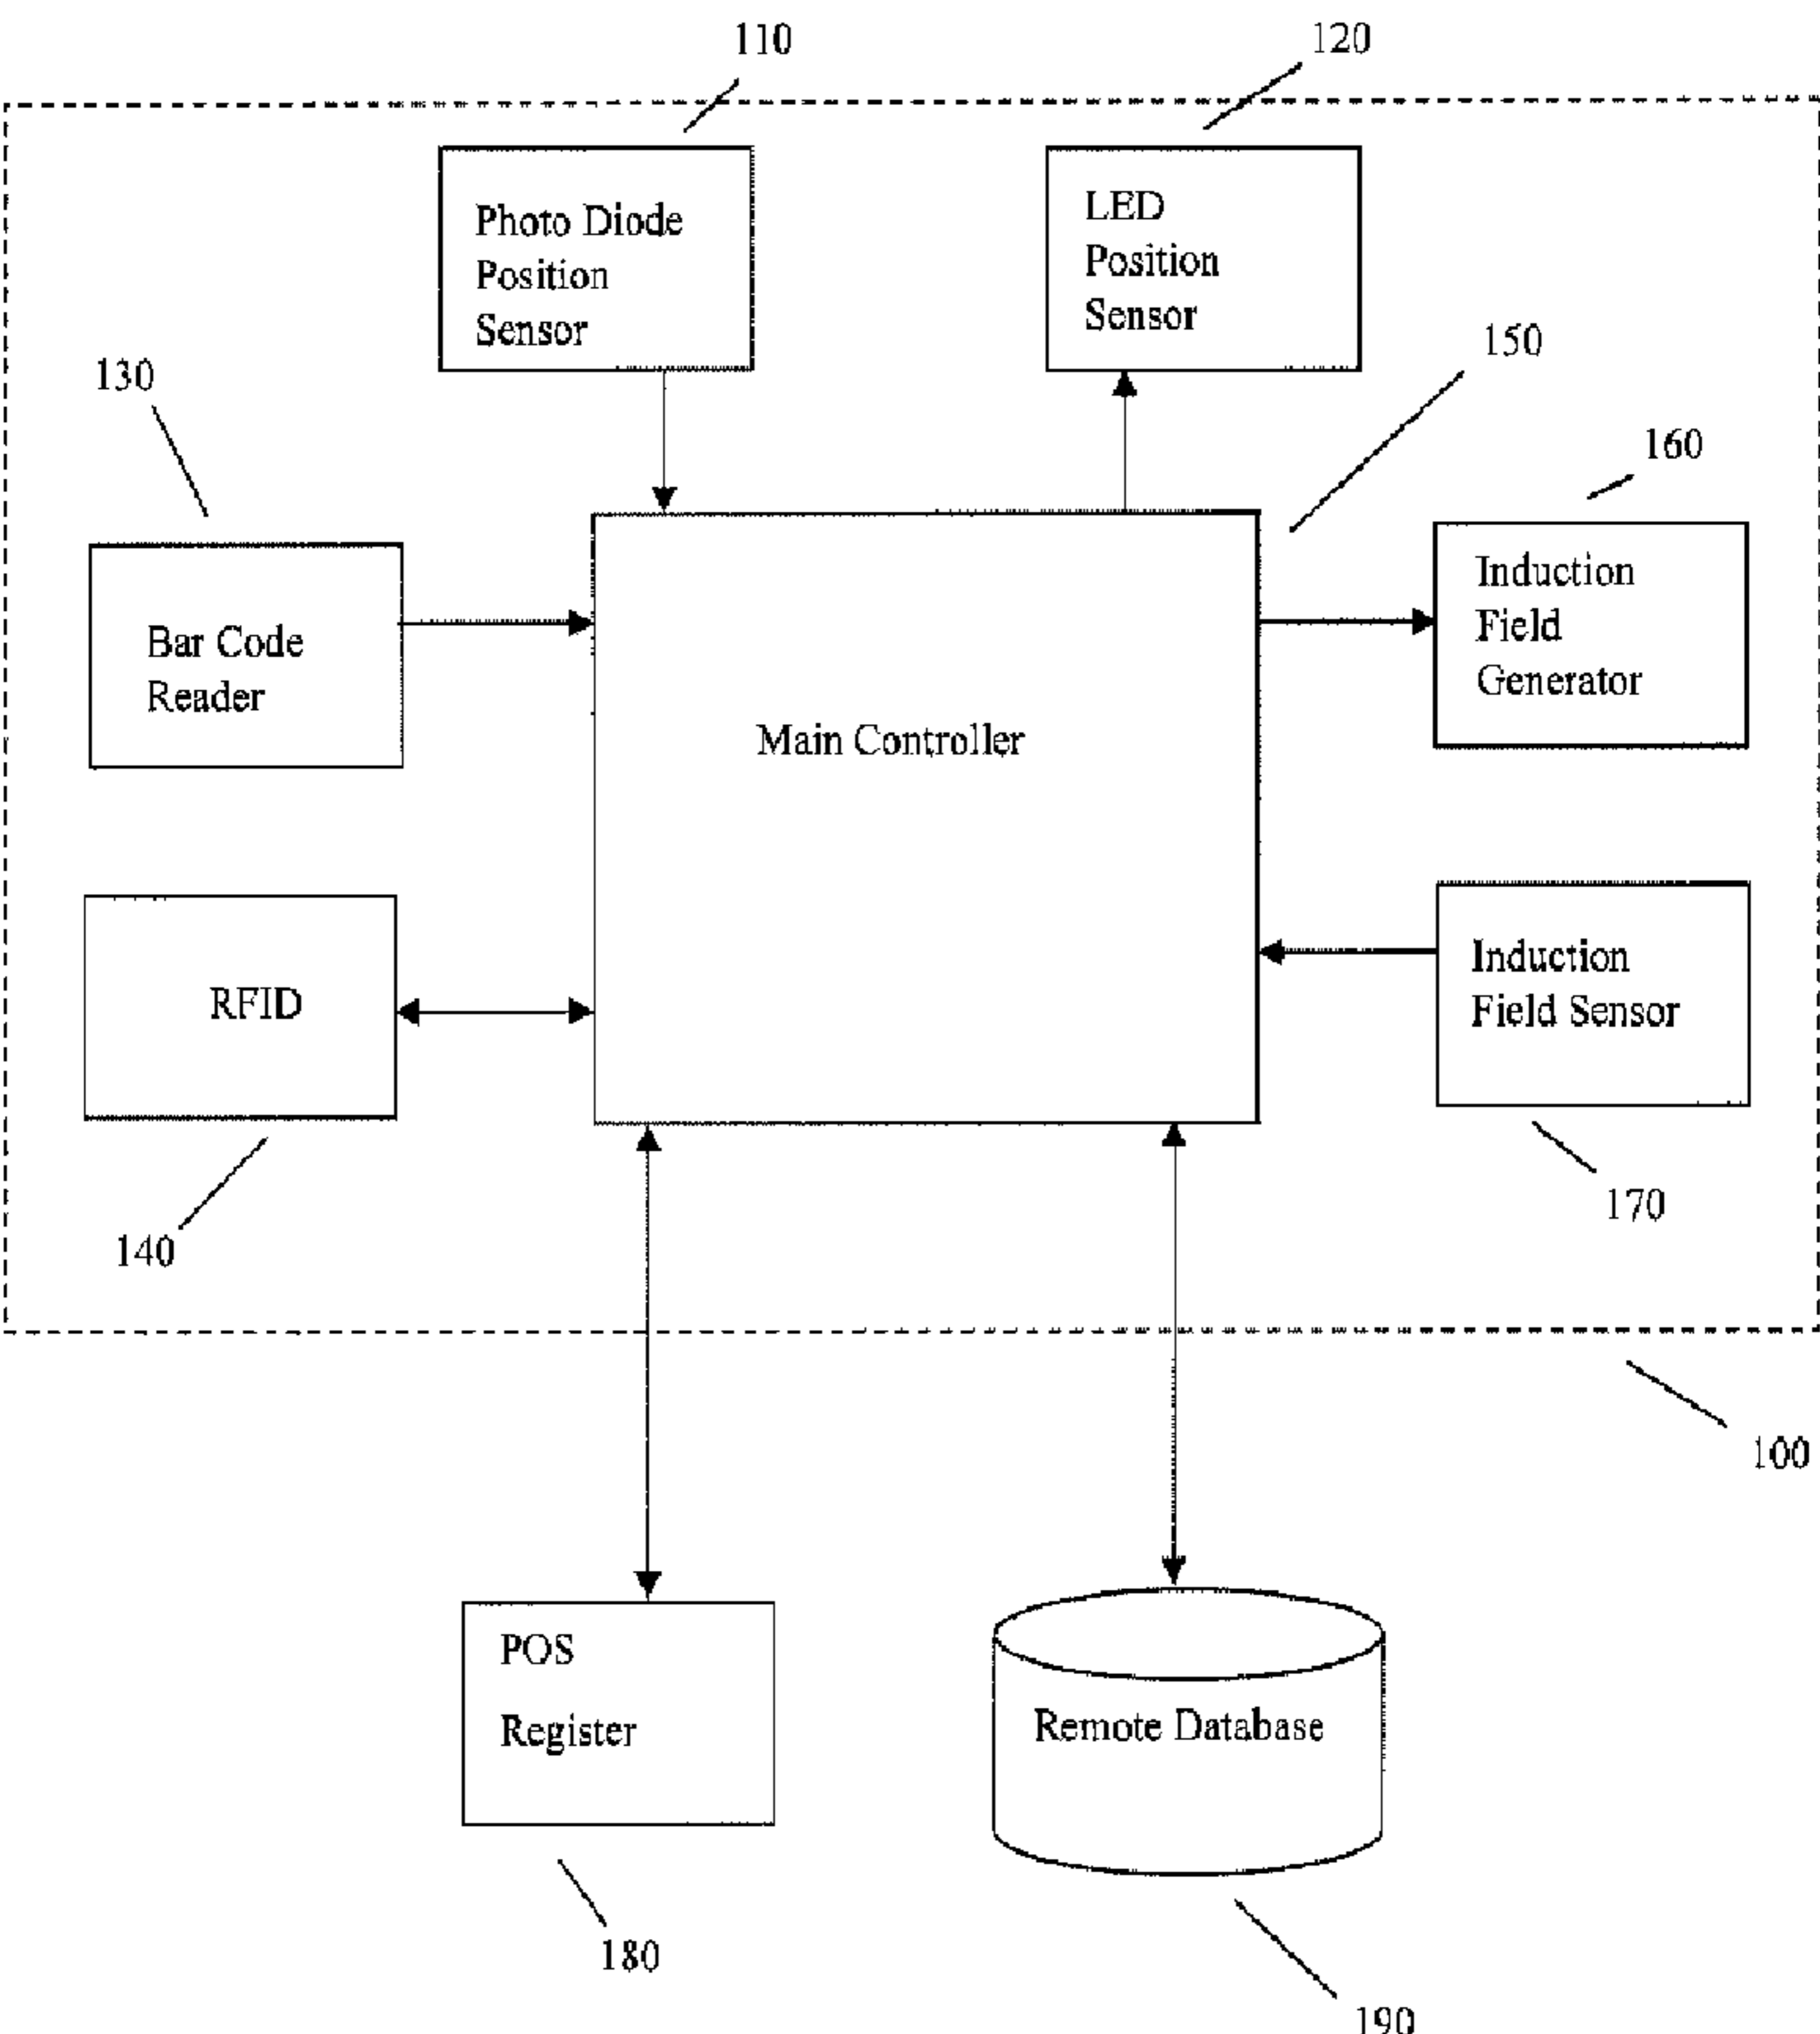 110
120
Photo Diode
Position
Sensor
LED
Position
Sensor
150
130
160
Induction
Field
Generator
Bar Code
Reader
Main Controller
Induction
Field Sensor
RFID
170
140
100
POS
Register
Remote Database
180
190